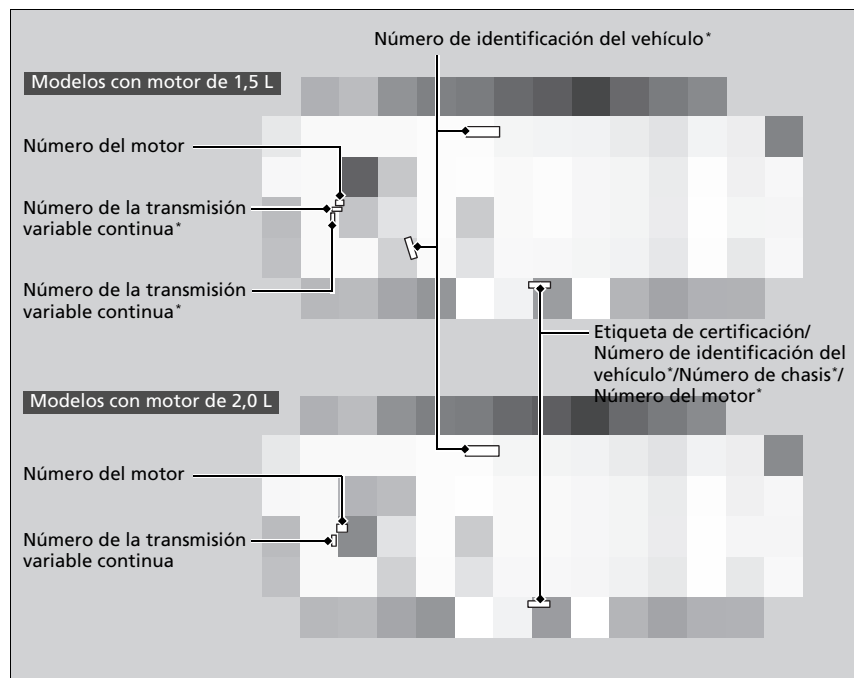 Número de identificación del vehículo*
Modelos con motor de 1,5 L
Número del motor
Número de la transmisión
variable continua*
Número de la transmisión
variable continua*
Etiqueta de certificación/
Número de identificación del
vehículo*/Número de chasis*/
Número del motor*
Modelos con motor de 2,0 L
Número del motor
Número de la transmisión
variable continua